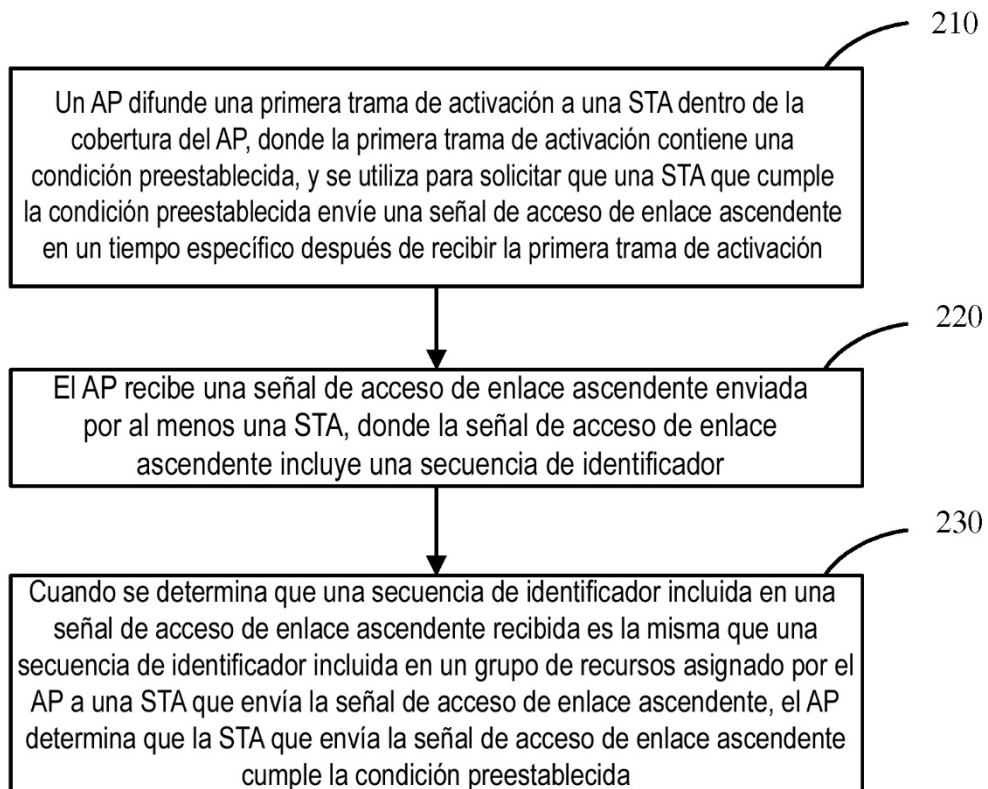 210
Un AP difunde una primera trama de activación a una STA dentro de la
cobertura del AP, donde la primera trama de activación contiene una
condición preestablecida, y se utiliza para solicitar que una STA que cumple
la condición preestablecida envíe una señal de acceso de enlace ascendente
en un tiempo específico después de recibir la primera trama de activación
220
El AP recibe una señal de acceso de enlace ascendente enviada
por al menos una STA, donde la señal de acceso de enlace
ascendente incluye una secuencia de identificador
230
Cuando se determina que una secuencia de identificador incluida en una
señal de acceso de enlace ascendente recibida es la misma que una
secuencia de identificador incluida en un grupo de recursos asignado por el
AP a una STA que envía la señal de acceso de enlace ascendente, el AP
determina que la STA que envía la señal de acceso de enlace ascendente
cumple la condición preestablecida